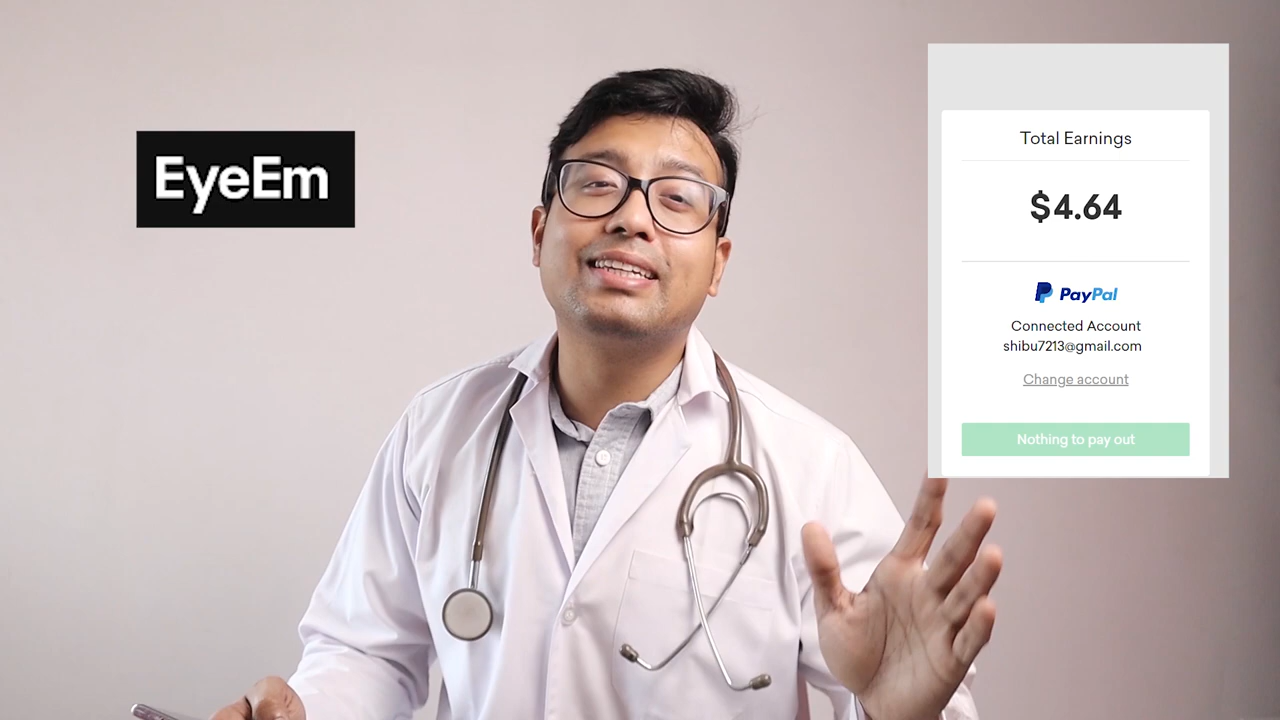 EyeEm
Total Earnings
$4.64
PayPal
Connected Account
shibu7213@gmail.com
Change account
Nothing to pay out